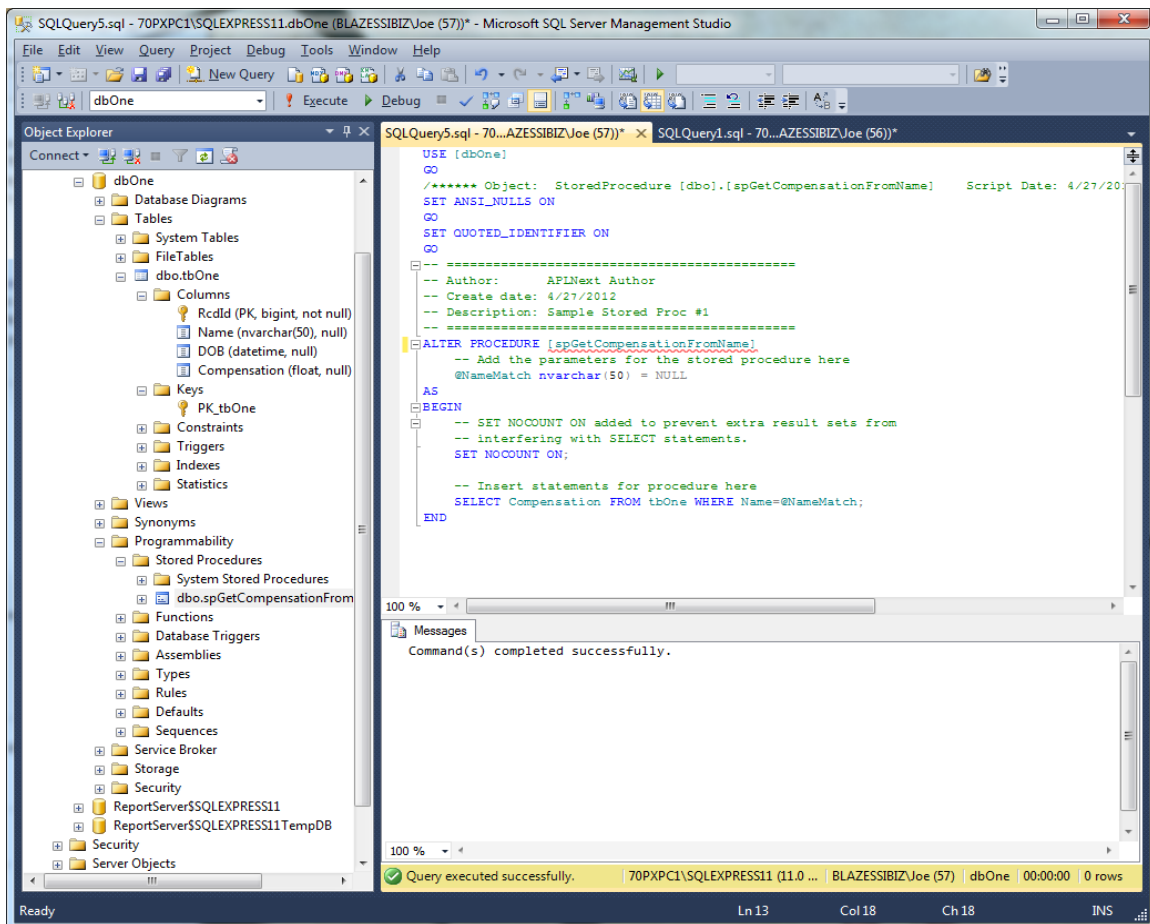 SQLQuery5.sql - 70PXPC1\SQLEXPRESS11.dbOne (BLAZESSIBIZ\Joe (57))* - Microsoft SQL Server Management Studio
File Edit View Query Project Debug Tools Window Help
New Query
dbOne Execute Debug
Object Explorer
Connect
dbOne
Database Diagrams
Tables
System Tables
FileTables
dbo.tbOne
Columns
RcdId (PK, bigint, not null)
Name (nvarchar(50), null)
DOB (datetime, null)
Compensation (float, null)
Keys
PK_tbOne
Constraints
Triggers
Indexes
Statistics
Views
Synonyms
Programmability
Stored Procedures
System Stored Procedures
dbo.spGetCompensationFrom
Functions
Database Triggers
Assemblies
Types
Rules
Defaults
Sequences
Service Broker
Storage
Security
ReportServer$SQLEXPRESS11
ReportServer$SQLEXPRESS11TempDB
Security
Server Objects
SQLQuery5.sql - 70...AZESSIBIZ\Joe (57))* SQLQuery1.sql - 70...AZESSIBIZ\Joe (56))*
USE [dbOne]
GO
/****** Object: StoredProcedure [dbo].[spGetCompensationFromName] Script Date: 4/27/20
SET ANSI_NULLS ON
GO
SET QUOTED_IDENTIFIER ON
GO
-- =============================================
-- Author: APLNext Author
-- Create date: 4/27/2012
-- Description: Sample Stored Proc #1
-- =============================================
ALTER PROCEDURE [spGetCompensationFromName]
-- Add the parameters for the stored procedure here
@NameMatch nvarchar(50) = NULL
AS
BEGIN
-- SET NOCOUNT ON added to prevent extra result sets from
-- interfering with SELECT statements.
SET NOCOUNT ON;
-- Insert statements for procedure here
SELECT Compensation FROM tbOne WHERE Name=@NameMatch;
END
100 %
Messages
Command(s) completed successfully.
100 %
Query executed successfully. 70PXPC1\SQLEXPRESS11 (11.0 ... BLAZESSIBIZ\Joe (57) dbOne 00:00:00 0 rows
Ready Ln 13 Col 18 Ch 18 INS